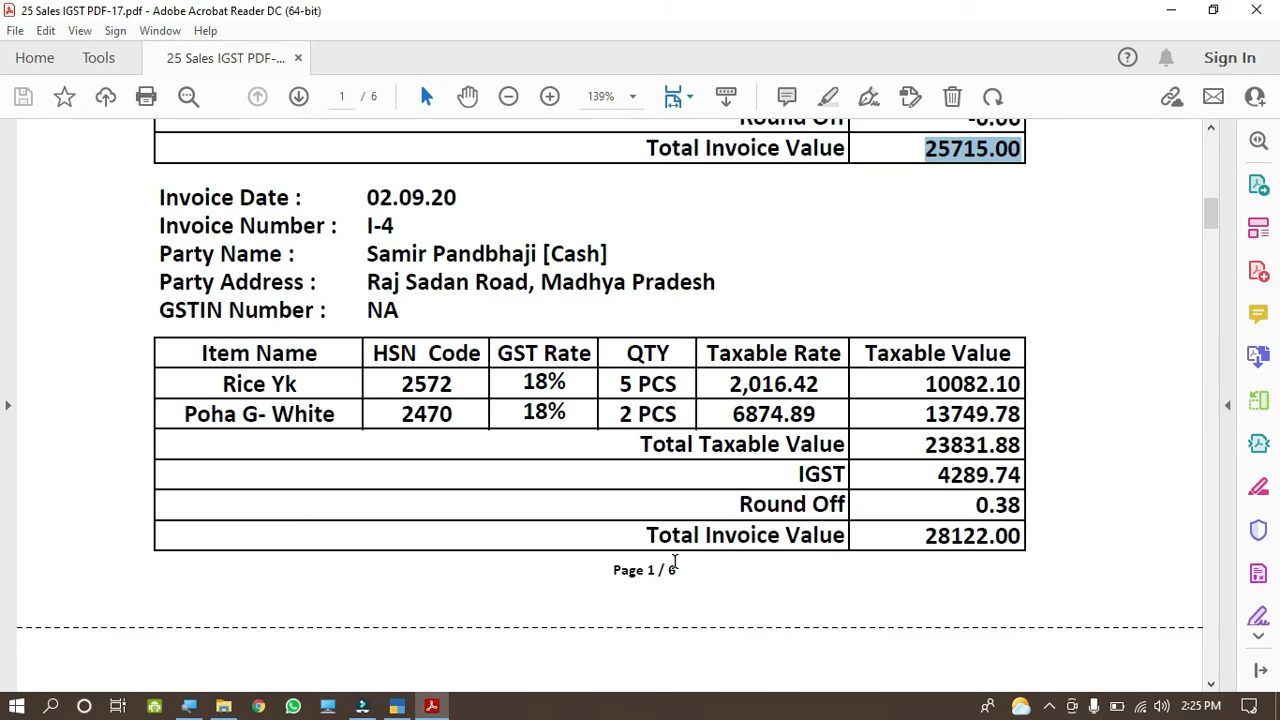 25 Sales IGST PDF-17.pdf - Adobe Acrobat Reader DC (64-bit)
File Edit View Sign Window Help
Home Tools 25 Sales IGST PDF-... × Sign In
1 / 6 139%
Round Off -0.06
Total Invoice Value 25715.00
Invoice Date : 02.09.20
Invoice Number : I-4
Party Name : Samir Pandbhaji [Cash]
Party Address : Raj Sadan Road, Madhya Pradesh
GSTIN Number : NA
Item Name HSN Code GST Rate QTY Taxable Rate Taxable Value
Rice Yk 2572 18% 5 PCS 2,016.42 10082.10
Poha G- White 2470 18% 2 PCS 6874.89 13749.78
Total Taxable Value 23831.88
IGST 4289.74
Round Off 0.38
Total Invoice Value 28122.00
Page 1 / 6
2:25 PM